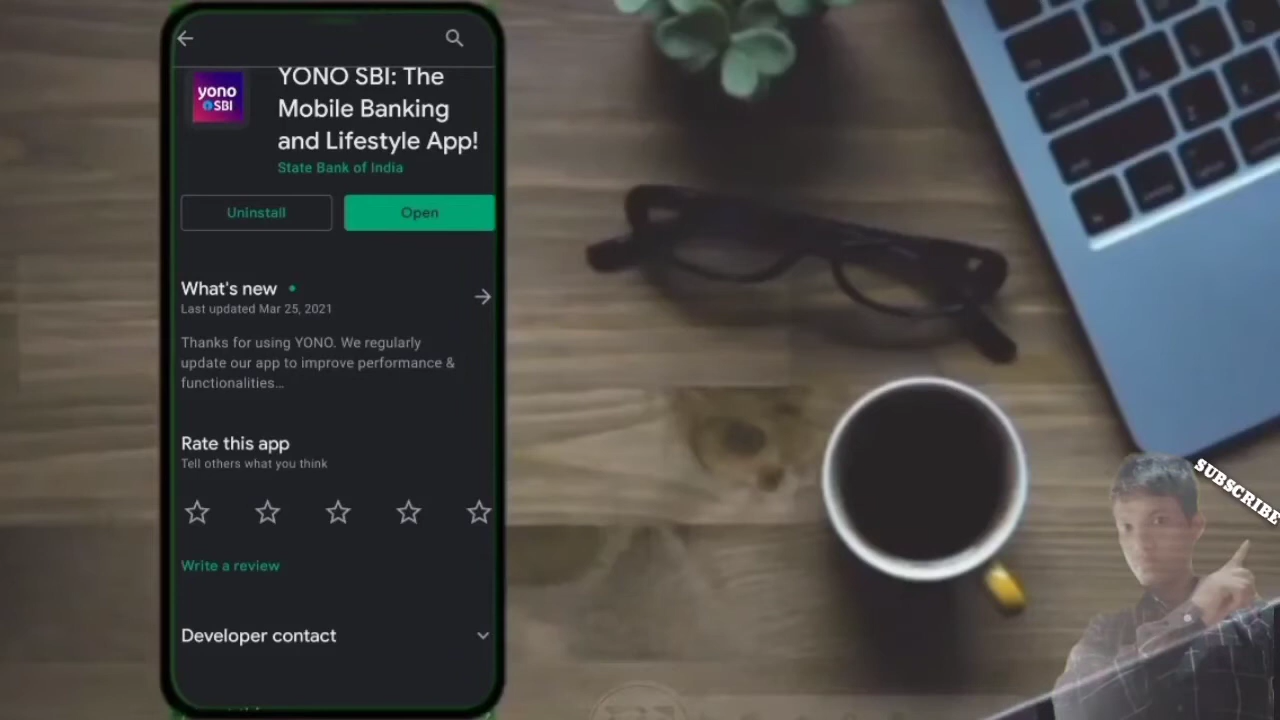 YONO SBI: The
Mobile Banking
and Lifestyle App!
yono
SBI
State Bank of India
Uninstall
Open
What's new
Last updated Mar 25, 2021
Thanks for using YONO. We regularly
update our app to improve performance &
functionalities...
Rate this app
Tell others what you think
Write a review
Developer contact
SUBSCRIBE